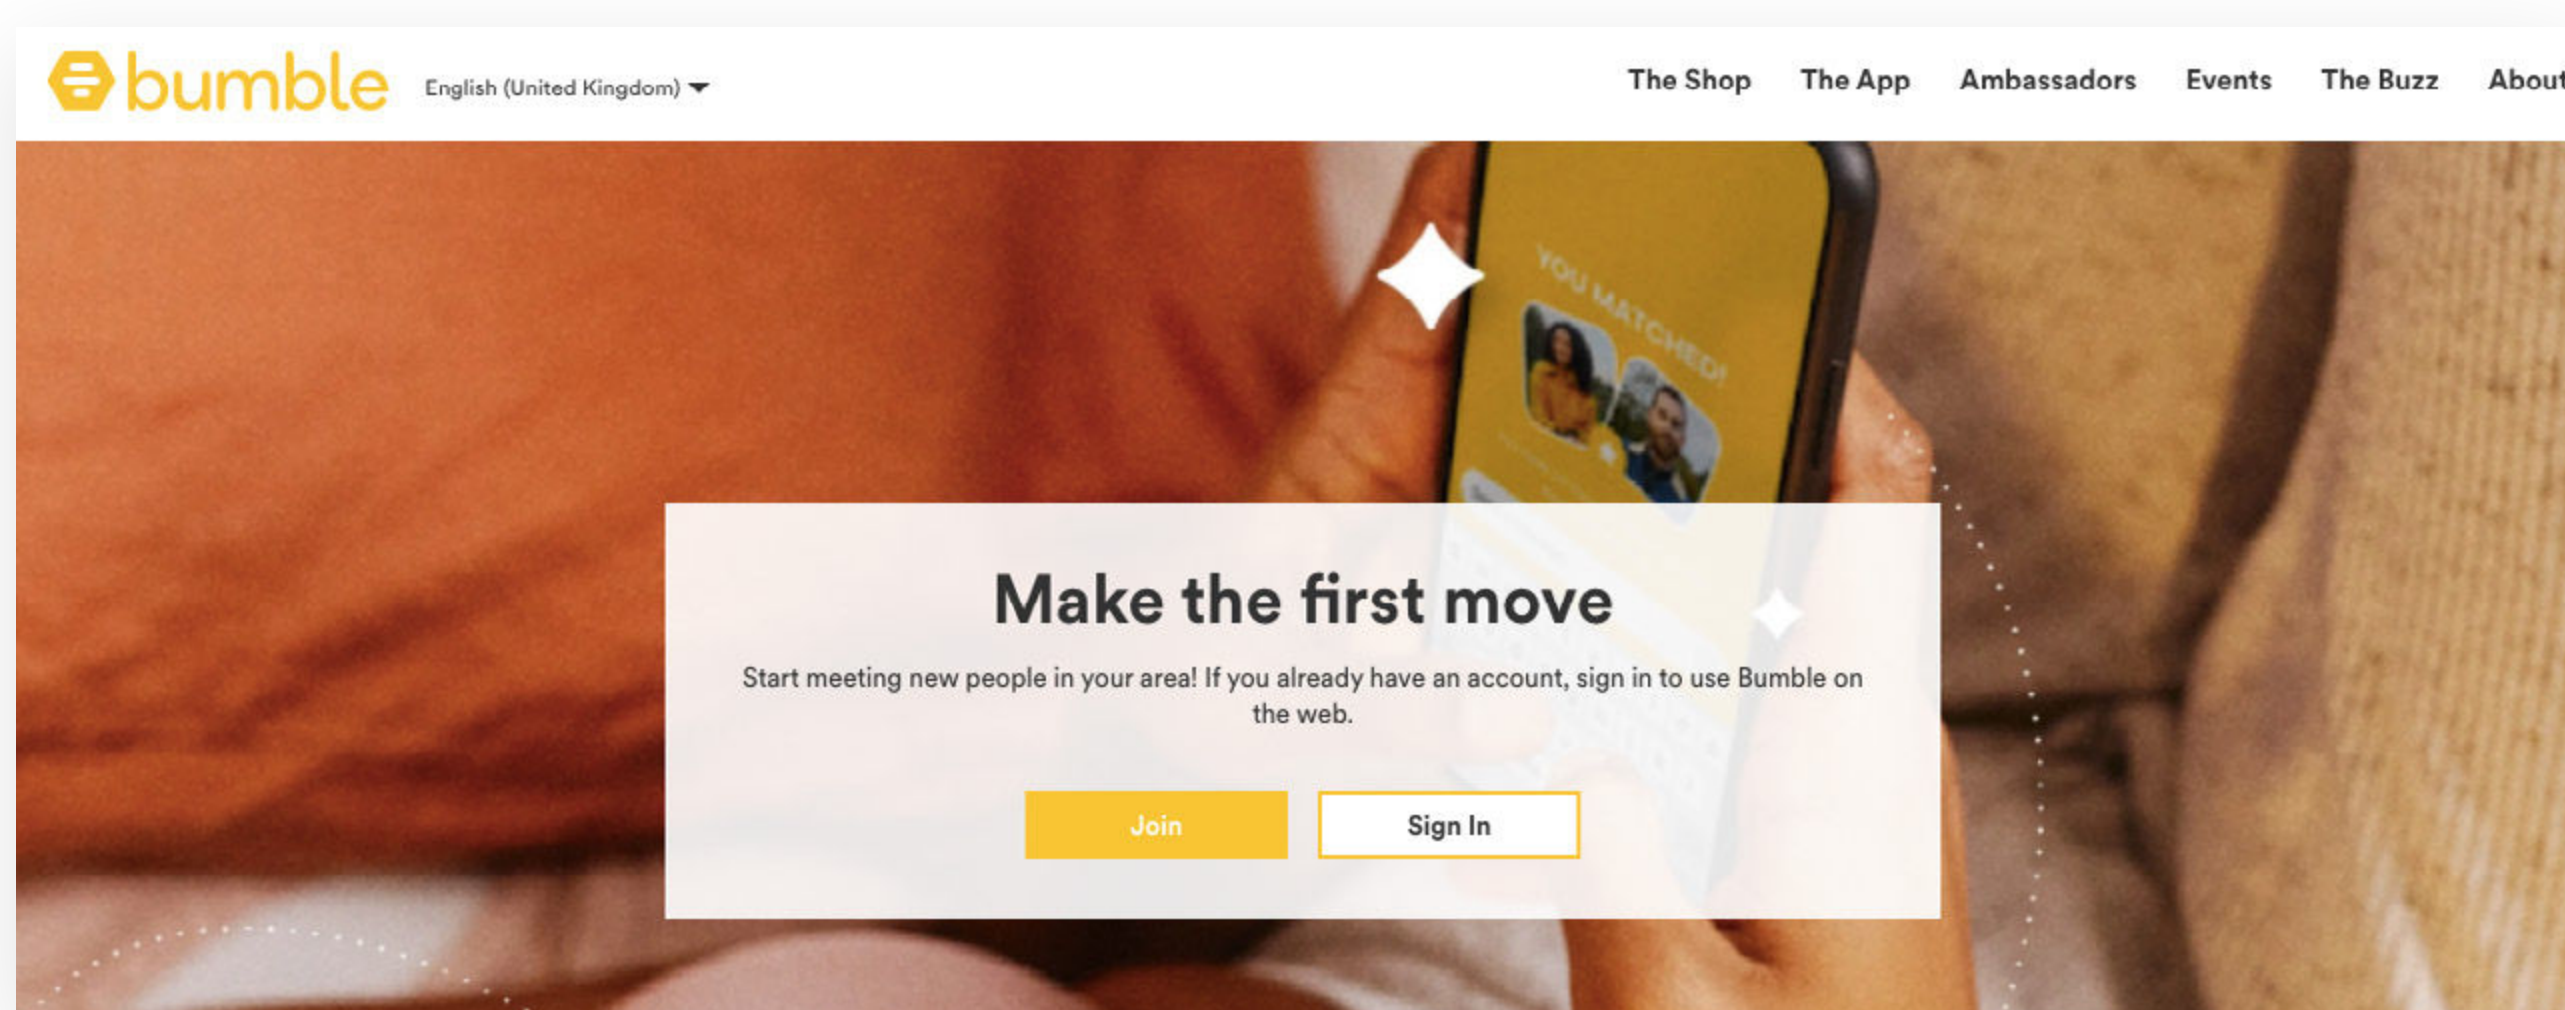 bumble
English (United Kingdom)
The Shop
The App
Ambassadors
Events
The Buzz
About
YOU MATCHED!
Make the first move
Start meeting new people in your area! If you already have an account, sign in to use Bumble on
the web.
Join
Sign In